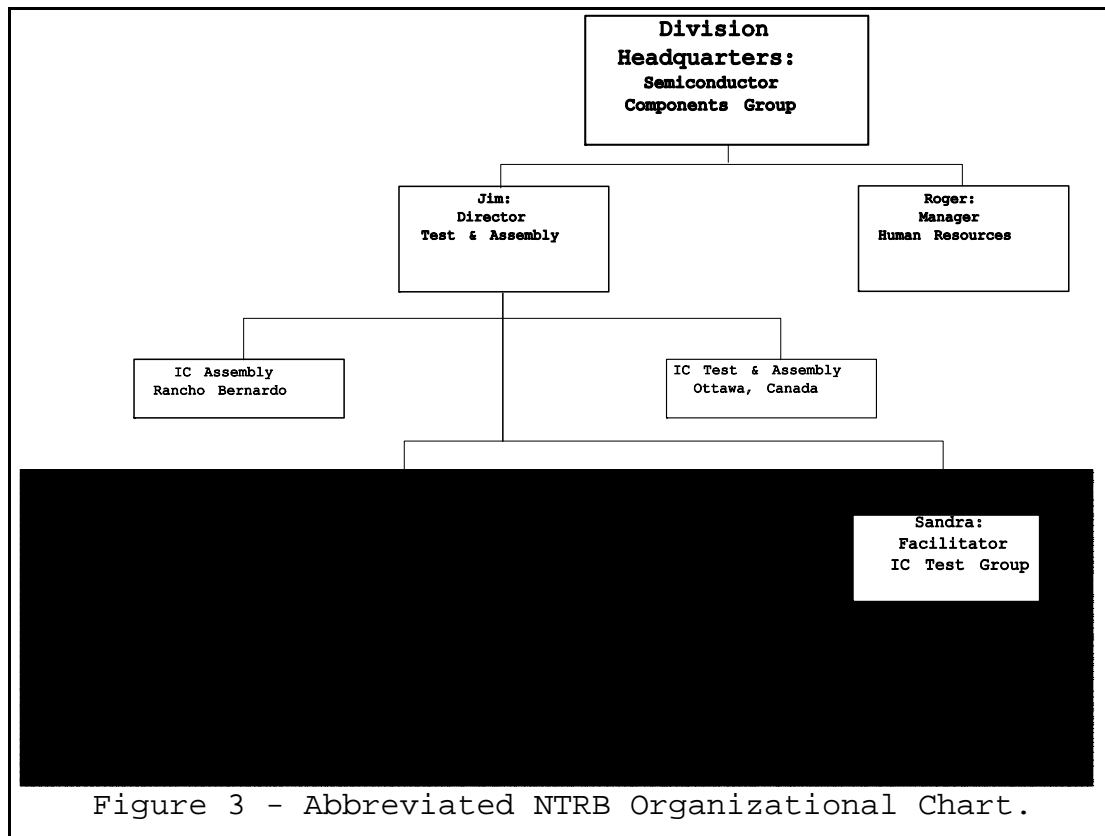 Division
Headquarters:
Semiconductor
Components Group
Jim:
Director
Test & Assembly
Roger:
Manager
Human Resources
IC Assembly
Rancho Bernardo
IC Test & Assembly
Ottawa, Canada
Sandra:
Facilitator
IC Test Group
Figure 3 - Abbreviated NTRB Organizational Chart.